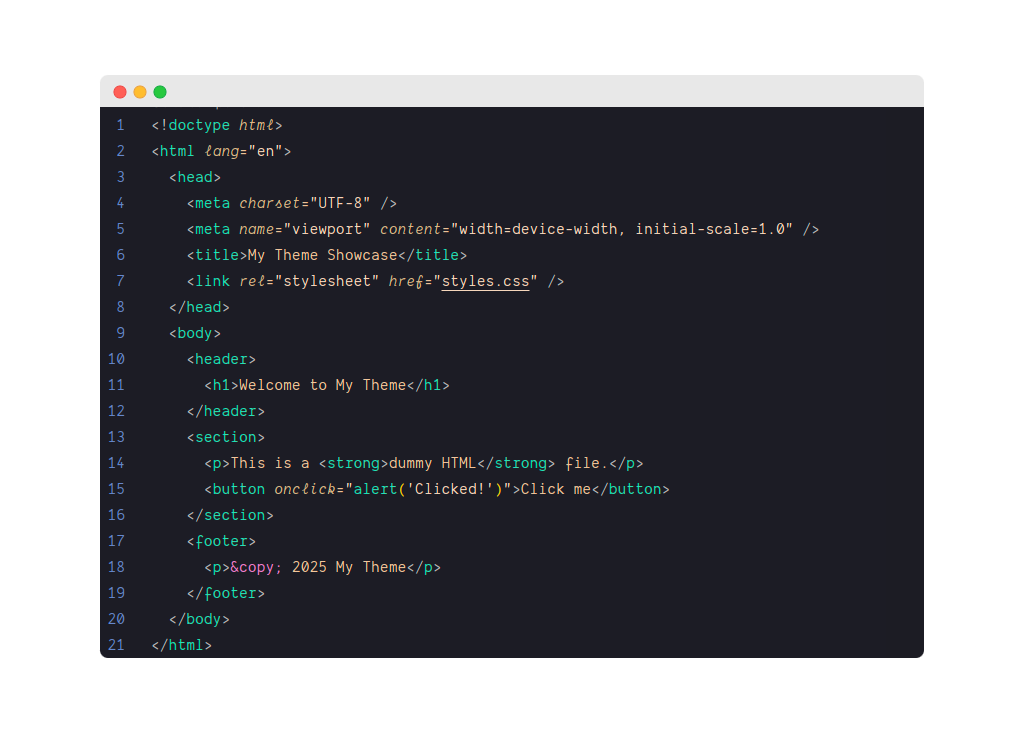 1 <!doctype html>
2 <html lang="en">
3   <head>
4     <meta charset="UTF-8" />
5     <meta name="viewport" content="width=device-width, initial-scale=1.0" />
6     <title>My Theme Showcase</title>
7     <link rel="stylesheet" href="styles.css" />
8   </head>
9   <body>
10     <header>
11       <h1>Welcome to My Theme</h1>
12     </header>
13     <section>
14       <p>This is a <strong>dummy HTML</strong> file.</p>
15       <button onclick="alert('Clicked!')">Click me</button>
16     </section>
17     <footer>
18       <p>&copy; 2025 My Theme</p>
19     </footer>
20   </body>
21 </html>